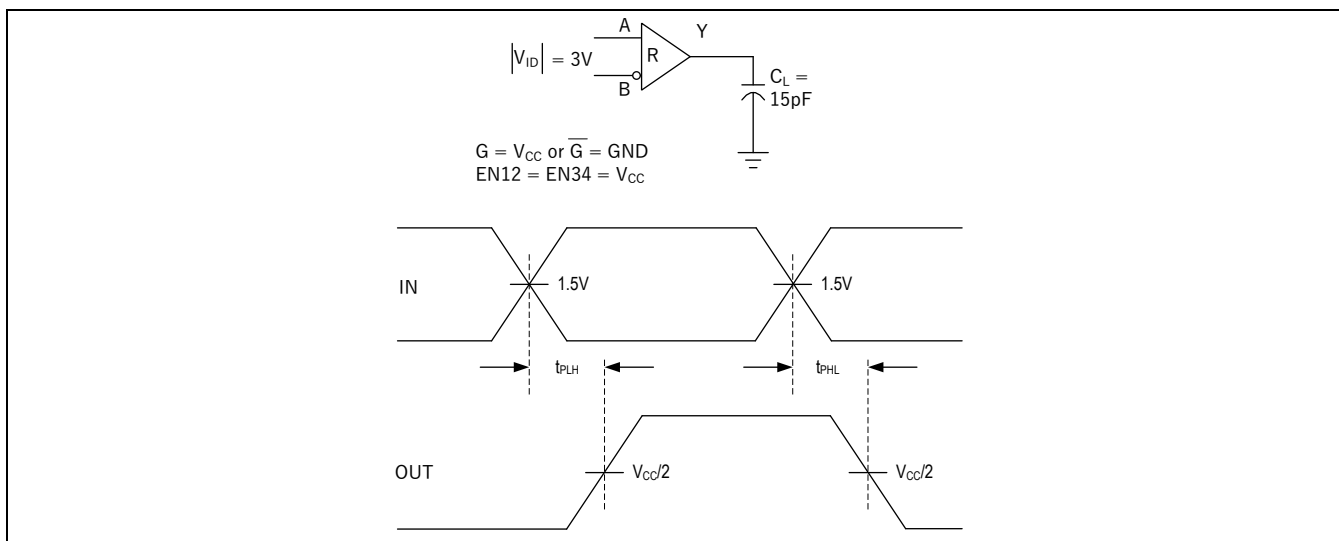 A
Y
|V_ID| = 3V
R
B
C_L =
15pF
G = V_CC or G̅ = GND
EN12 = EN34 = V_CC
IN
1.5V
1.5V
t_PLH
t_PHL
OUT
V_CC/2
V_CC/2